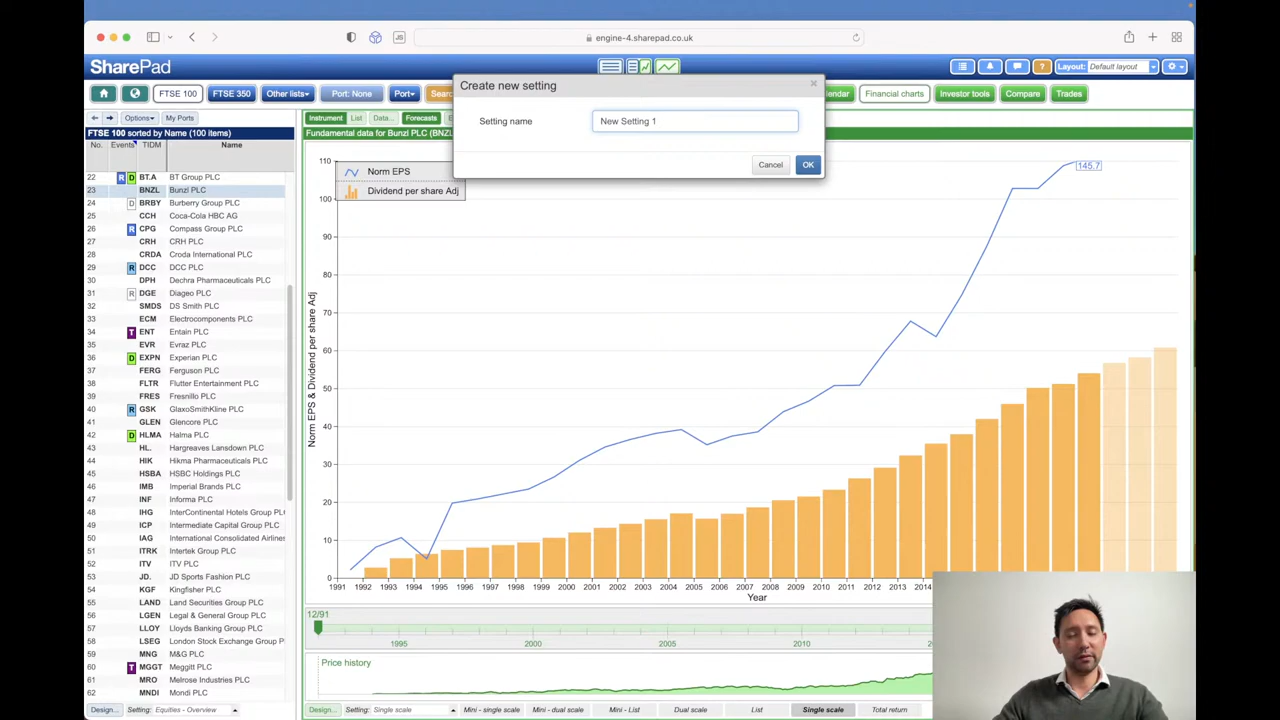 engine-4.sharepad.co.uk
SharePad
Layout: Default layout
FTSE 100
FTSE 350
Other lists
Port: None
Port
Financial charts
Investor tools
Compare
Trades
Create new setting
Setting name
New Setting 1
Cancel
OK
Options
My Ports
Instrument
List
Data...
Forecasts
FTSE 100 sorted by Name (100 items)
Fundamental data for Bunzl PLC
No. Events TIDM Name
22 R D BT.A BT Group PLC
23 BNZL Bunzl PLC
24 D BRBY Burberry Group PLC
25 CCH Coca-Cola HBC AG
26 R CPG Compass Group PLC
27 CRH CRH PLC
28 CRDA Croda International PLC
29 R DCC DCC PLC
30 DPH Dechra Pharmaceuticals PLC
31 R DGE Diageo PLC
32 SMDS DS Smith PLC
33 ECM Electrocomponents PLC
34 T ENT Entain PLC
35 EVR Evraz PLC
36 D EXPN Experian PLC
37 FERG Ferguson PLC
38 FLTR Flutter Entertainment PLC
39 FRES Fresnillo PLC
40 R GSK GlaxoSmithKline PLC
41 GLEN Glencore PLC
42 D HLMA Halma PLC
43 HL. Hargreaves Lansdown PLC
44 HIK Hikma Pharmaceuticals PLC
45 HSBA HSBC Holdings PLC
46 IMB Imperial Brands PLC
47 INF Informa PLC
48 IHG InterContinental Hotels Group PLC
49 ICP Intermediate Capital Group PLC
50 IAG International Consolidated Airlines
51 ITRK Intertek Group PLC
52 ITV ITV PLC
53 JD. JD Sports Fashion PLC
54 KGF Kingfisher PLC
55 LAND Land Securities Group PLC
56 LGEN Legal & General Group PLC
57 LLOY Lloyds Banking Group PLC
58 LSEG London Stock Exchange Group P
59 MNG M&G PLC
60 T MGGT Meggitt PLC
61 MRO Melrose Industries PLC
62 MNDI Mondi PLC
Design...
Setting: Equities - Overview
Norm EPS
Dividend per share Adj
145.7
Norm EPS & Dividend per share Adj
110
100
90
80
70
60
50
40
30
20
10
0
1991 1992 1993 1994 1995 1996 1997 1998 1999 2000 2001 2002 2003 2004 2005 2006 2007 2008 2009 2010 2011 2012 2013 2014
Year
12/91
1995 2000 2005 2010
Price history
Design...
Setting: Single scale
Mini - single scale
Mini - dual scale
Mini - List
Dual scale
List
Single scale
Total return